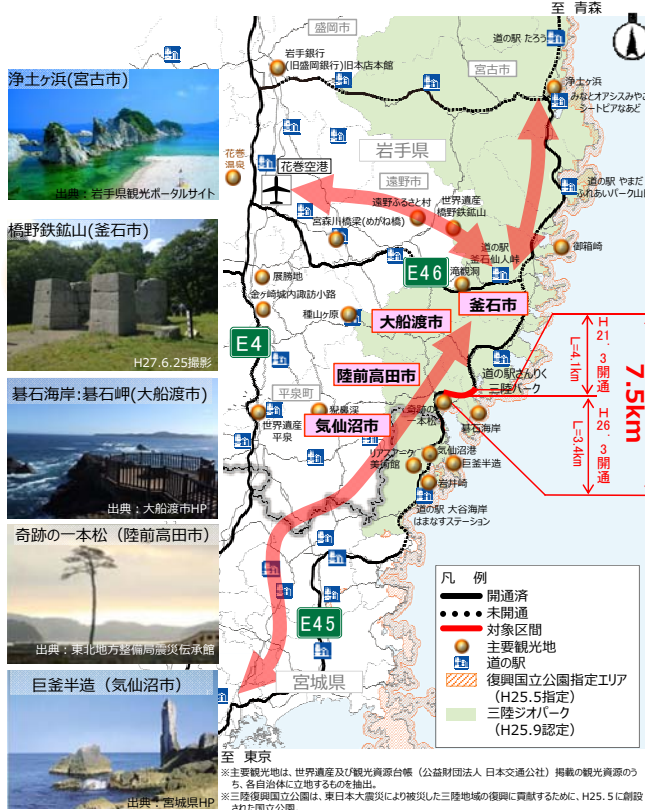 至 青森
盛岡市
道の駅 たろう
岩手銀行
(旧盛岡銀行)旧本店本館
宮古市
浄土ヶ浜(宮古市)
浄土ヶ浜
みなとオアシスみやこ
シートピアなあど
出典：岩手県観光ポータルサイト
花巻
温泉
花巻空港
岩手県
遠野市
道の駅 やまだ
ふれあいパーク山
遠野ふるさと村
世界遺産
橋野鉄鉱山
宮森川橋梁(めがね橋)
橋野鉄鉱山(釜石市)
道の駅
釜石仙人峠
御箱崎
E46
滝観洞
展勝地
釜石市
金ヶ崎城内諏訪小路
種山ヶ原
大船渡市
H27.6.25撮影
E4
H21．3開通
L=4.1km
7.5km
道の駅さんりく
三陸パーク
陸前高田市
平泉町
碁石海岸:碁石岬(大船渡市)
世界遺産
平泉
猊鼻渓
奇跡の
一本松
碁石海岸
H26．3開通
L=3.4km
気仙沼市
リアスアーク
美術館
気仙沼港
巨釜半造
岩井崎
出典：大船渡市HP
道の駅 大谷海岸
はまなすステーション
奇跡の一本松（陸前高田市）
出典：東北地方整備局震災伝承館
凡　例
開通済
未開通
対象区間
主要観光地
道の駅
復興国立公園指定エリア
（H25.5指定）
三陸ジオパーク
（H25.9認定）
E45
宮城県
巨釜半造（気仙沼市）
出典：宮城県HP
至 東京
※主要観光地は、世界遺産及び観光資源台帳（公益財団法人 日本交通公社）掲載の観光資源のう
ち、各自治体に立地するものを抽出。
※三陸復興国立公園は、東日本大震災により被災した三陸地域の復興に貢献するために、H25.5に創設
された国立公園